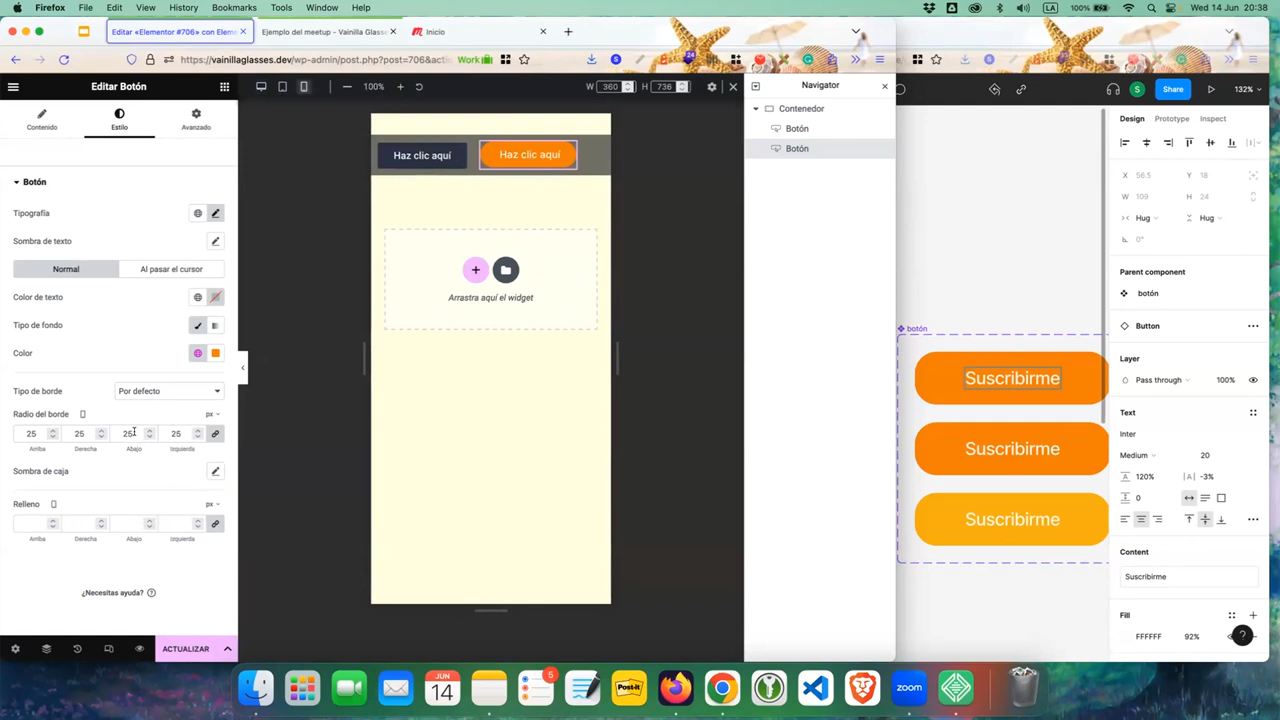 Firefox File Edit View History Bookmarks Tools Window Help
LA 100% Wed 14 Jun 20:38
Editar «Elementor #706» con Eleme
Ejemplo del meetup - Vainilla Glasse
Inicio
https://vainillaglasses.dev/wp-admin/post.php?post=706&acti
24
Editar Botón
100%
W 360 H 736
Navigator
S
Share
132%
Contenido
Estilo
Avanzado
Contenedor
Botón
Botón
Design Prototype Inspect
Haz clic aquí
Haz clic aquí
X 56.5 Y 18
W 109 H 24
Hug Hug
0°
Botón
Tipografía
Sombra de texto
Normal
Al pasar el cursor
Color de texto
Tipo de fondo
Color
Tipo de borde
Por defecto
Radio del borde
px
25 25 25 25
Arriba Derecha Abajo Izquierda
Sombra de caja
Relleno
px
Arriba Derecha Abajo Izquierda
¿Necesitas ayuda?
ACTUALIZAR
Arrastra aquí el widget
botón
Suscribirme
Suscribirme
Suscribirme
Parent component
botón
Button
Layer
Pass through 100%
Text
Inter
Medium 20
120% -3%
0
Content
Suscribirme
Fill
FFFFFF 92%
JUN
14
5
Post-it
zoom